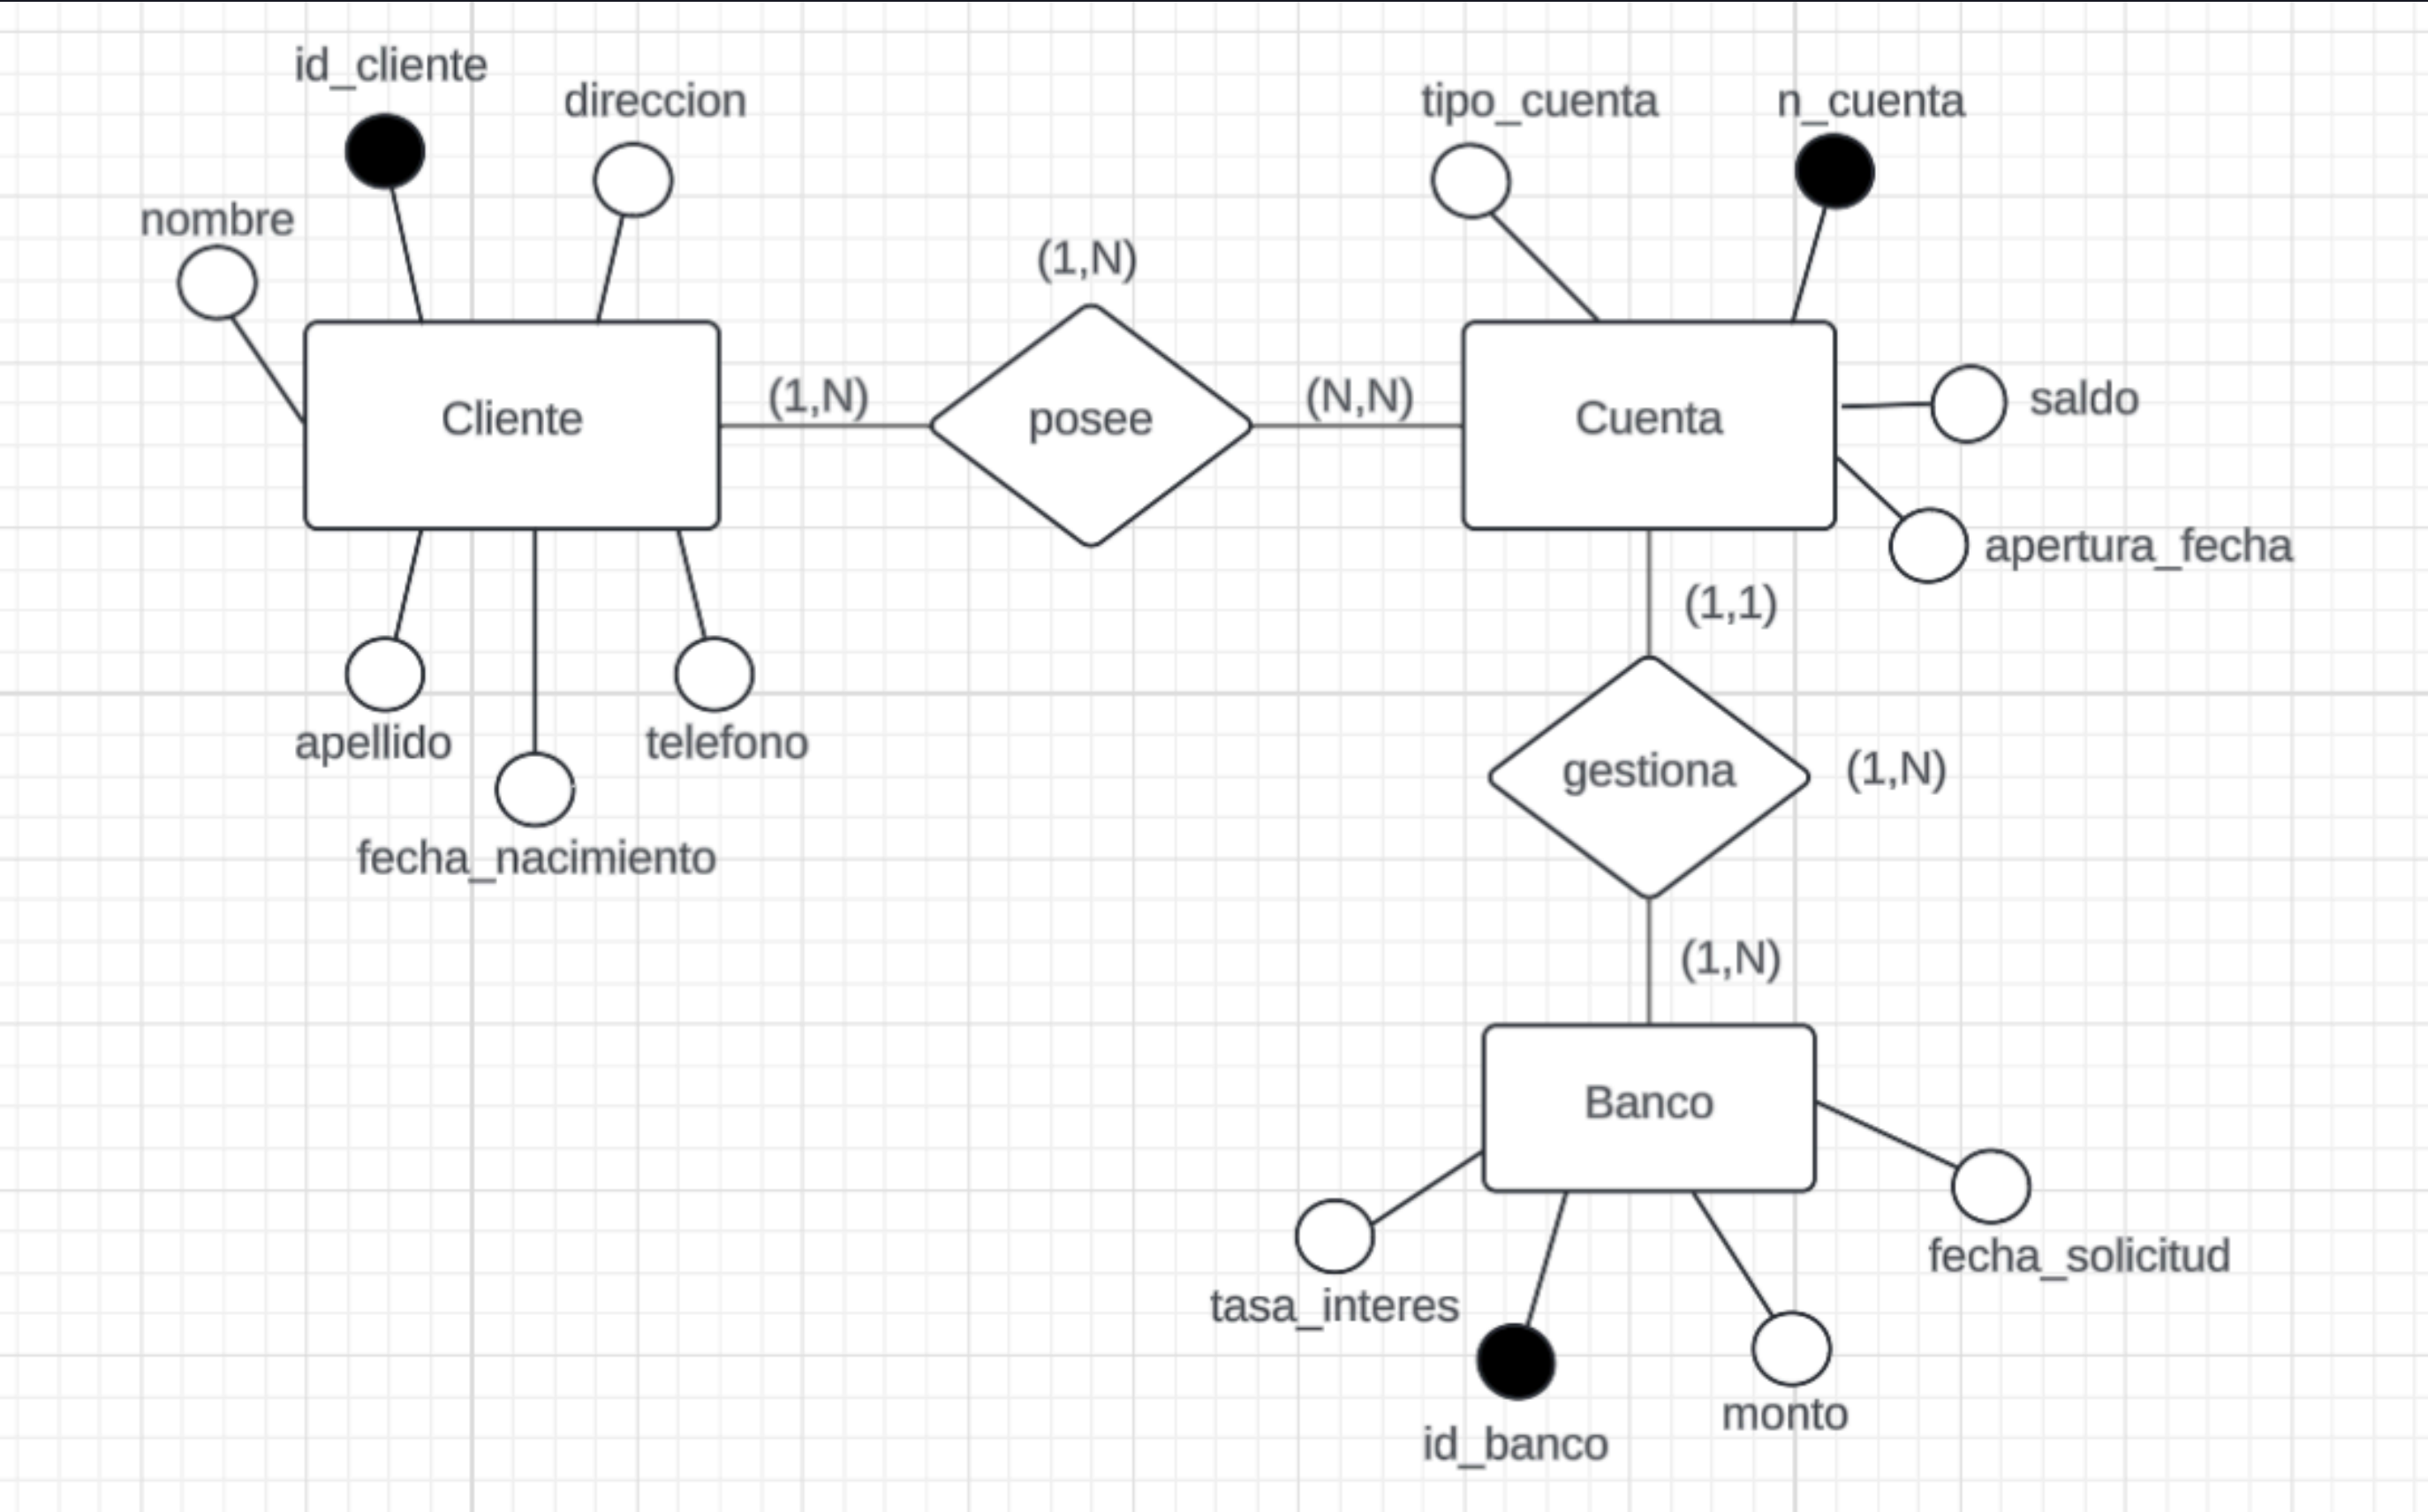 id_cliente
direccion
tipo_cuenta
n_cuenta
nombre
(1,N)
Cliente
(1,N)
posee
(N,N)
Cuenta
saldo
apertura_fecha
(1,1)
apellido
telefono
fecha_nacimiento
gestiona
(1,N)
(1,N)
Banco
tasa_interes
fecha_solicitud
id_banco
monto